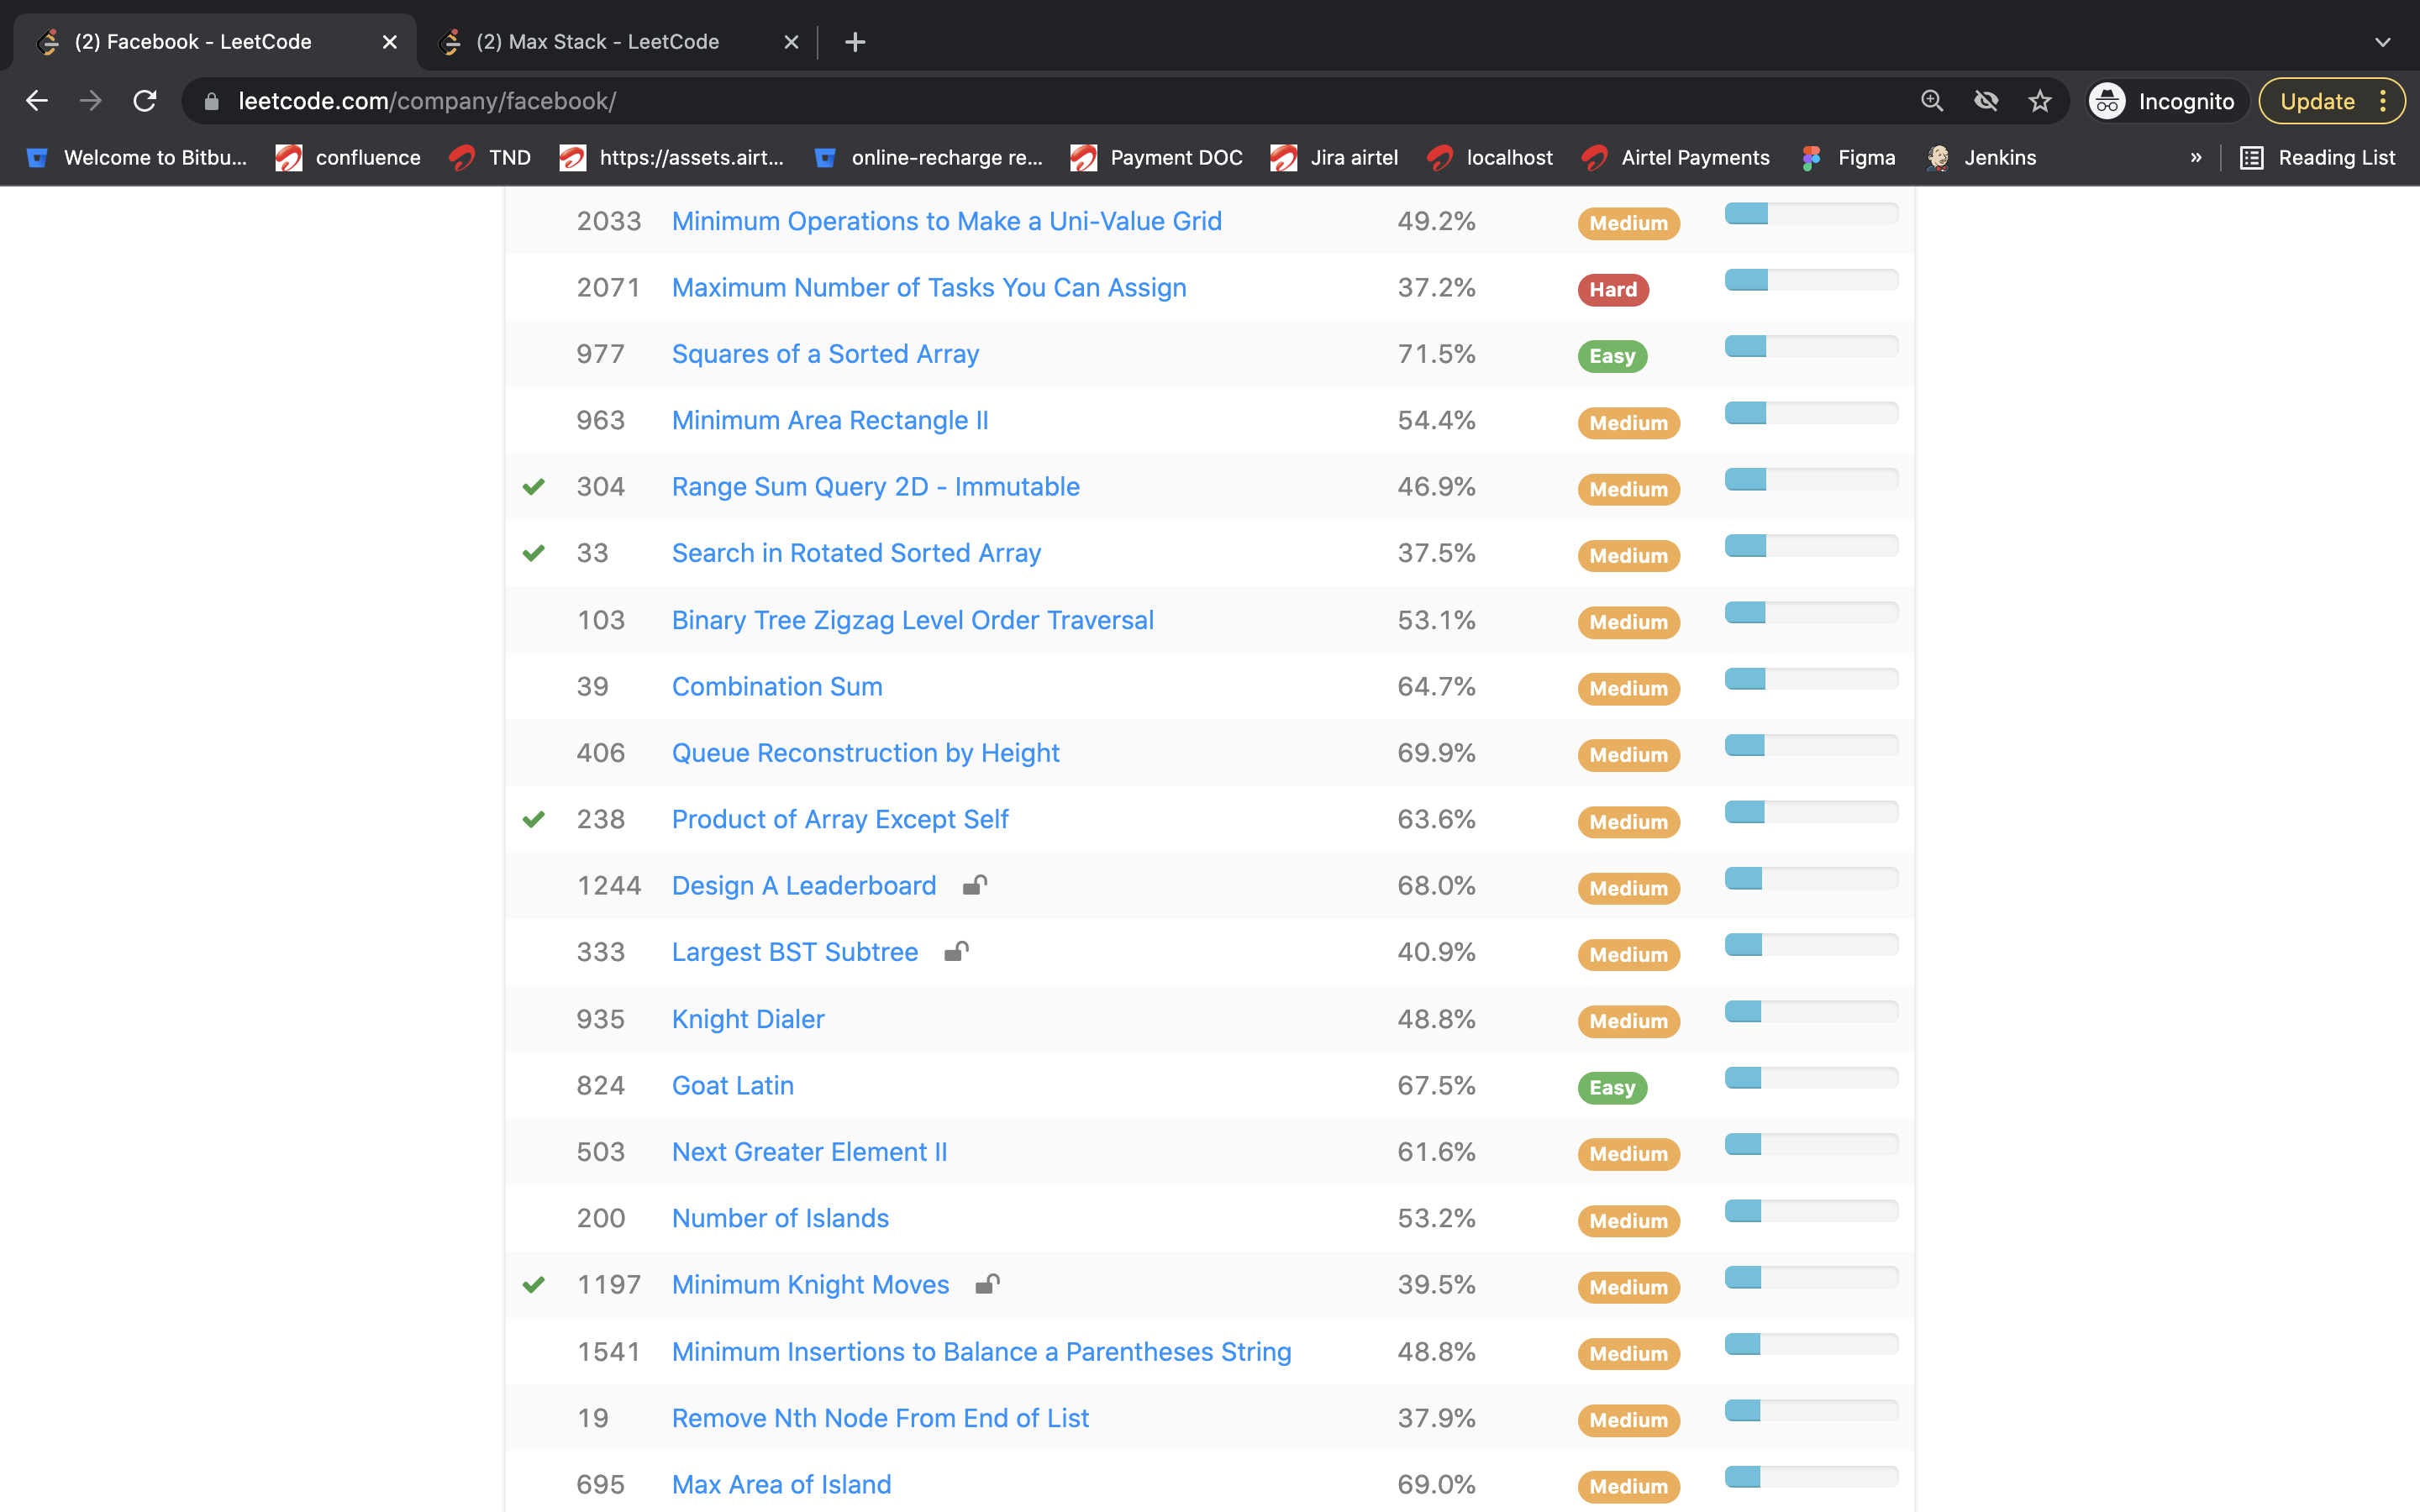 (2) Facebook - LeetCode (2) Max Stack - LeetCode
leetcode.com/company/facebook/ Incognito Update
Welcome to Bitbu... confluence TND https://assets.airt... online-recharge re... Payment DOC Jira airtel localhost Airtel Payments Figma Jenkins » Reading List
2033 Minimum Operations to Make a Uni-Value Grid 49.2% Medium
2071 Maximum Number of Tasks You Can Assign 37.2% Hard
977 Squares of a Sorted Array 71.5% Easy
963 Minimum Area Rectangle II 54.4% Medium
304 Range Sum Query 2D - Immutable 46.9% Medium
33 Search in Rotated Sorted Array 37.5% Medium
103 Binary Tree Zigzag Level Order Traversal 53.1% Medium
39 Combination Sum 64.7% Medium
406 Queue Reconstruction by Height 69.9% Medium
238 Product of Array Except Self 63.6% Medium
1244 Design A Leaderboard 68.0% Medium
333 Largest BST Subtree 40.9% Medium
935 Knight Dialer 48.8% Medium
824 Goat Latin 67.5% Easy
503 Next Greater Element II 61.6% Medium
200 Number of Islands 53.2% Medium
1197 Minimum Knight Moves 39.5% Medium
1541 Minimum Insertions to Balance a Parentheses String 48.8% Medium
19 Remove Nth Node From End of List 37.9% Medium
695 Max Area of Island 69.0% Medium